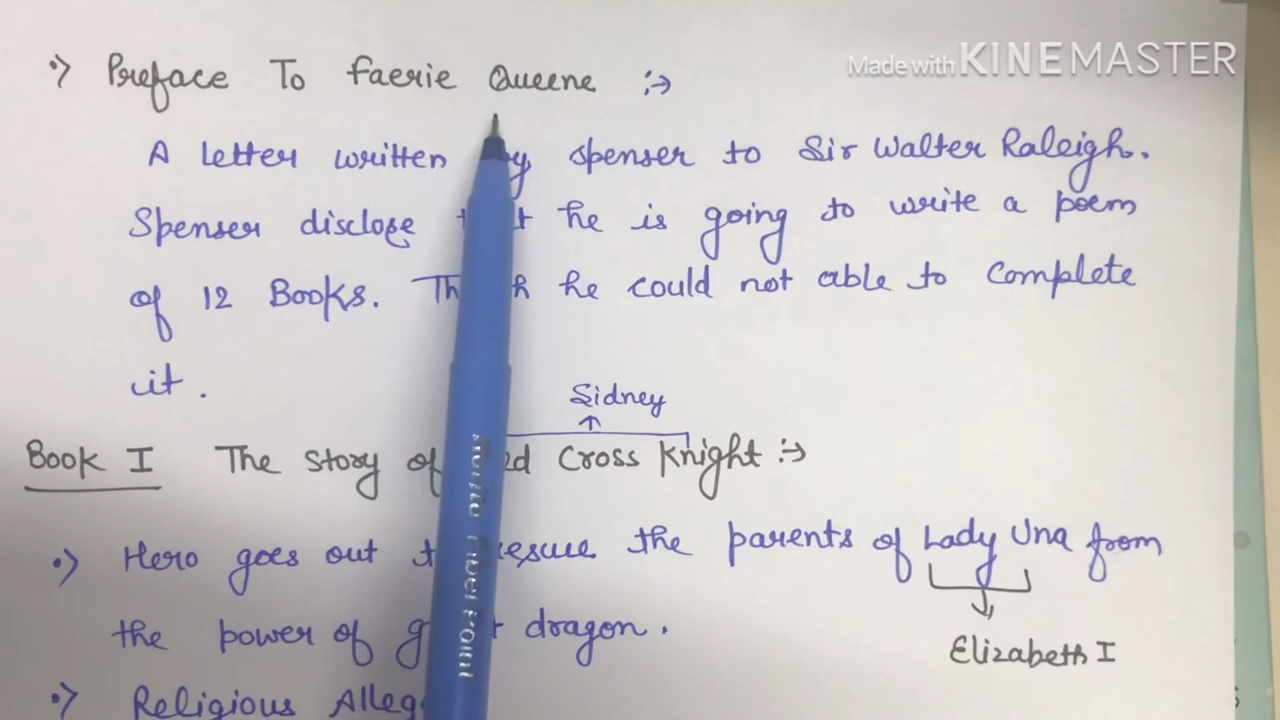 Made with KINEMASTER
•) Preface To Faerie Queene :→
A letter written by Spenser to Sir Walter Raleigh.
Spenser disclose he is going to write a poem
of 12 Books. he could not able to complete
it.
Sidney
Book I The Story of Cross Knight :→
•) Hero goes out the parents of Lady Una from
the power of dragon.
Elizabeth I
•) Religious